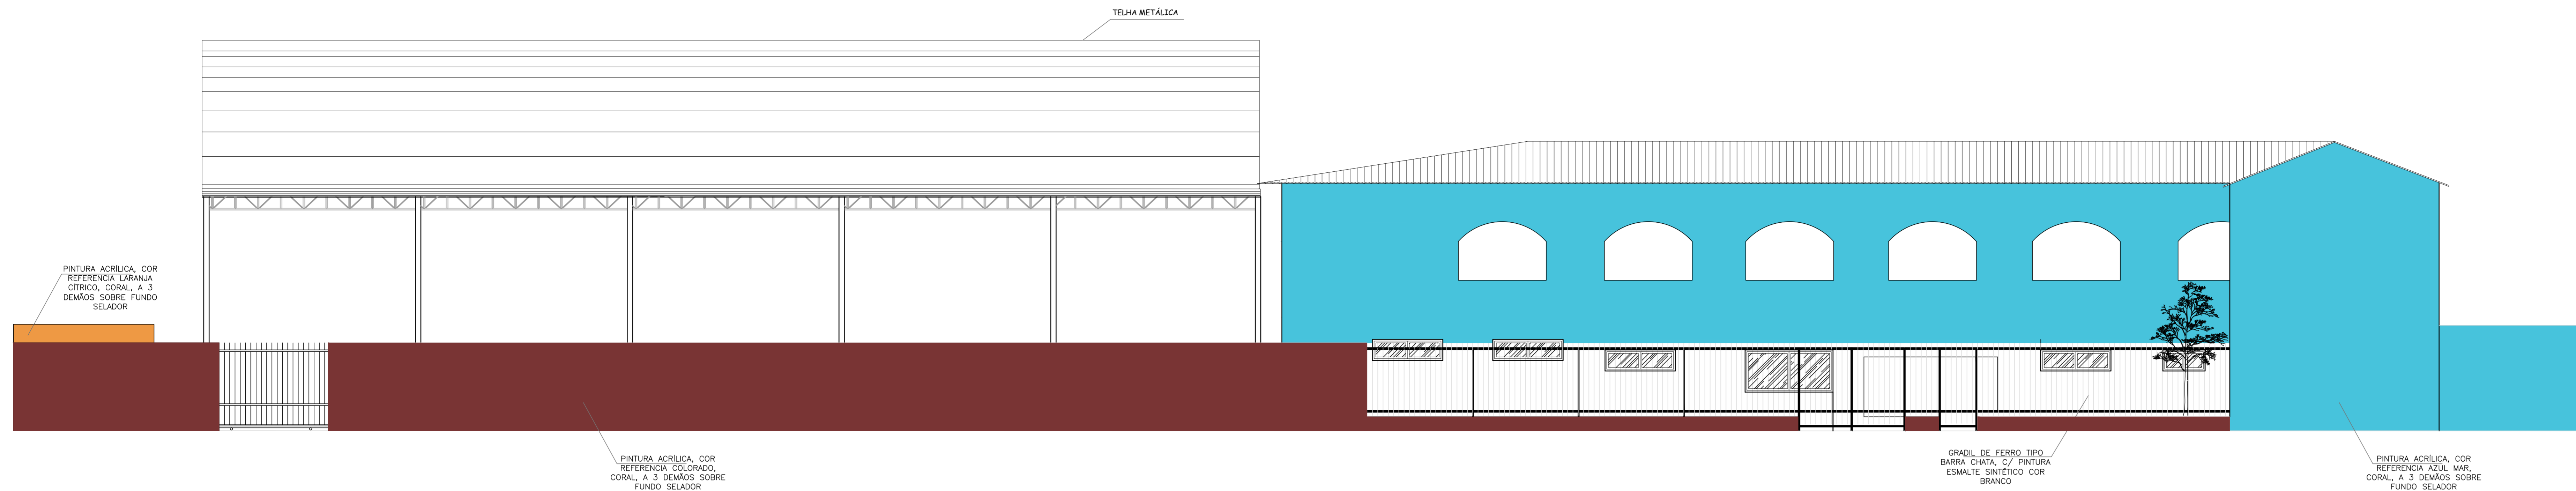 TELHA METÁLICA
PINTURA ACRÍLICA, COR
REFERENCIA LARANJA
CÍTRICO, CORAL, A 3
DEMÃOS SOBRE FUNDO
SELADOR
PINTURA ACRÍLICA, COR
REFERENCIA COLORADO,
CORAL, A 3 DEMÃOS SOBRE
FUNDO SELADOR
GRADIL DE FERRO TIPO
BARRA CHATA, C/ PINTURA
ESMALTE SINTÉTICO COR
BRANCO
PINTURA ACRÍLICA, COR
REFERENCIA AZUL MAR,
CORAL, A 3 DEMÃOS SOBRE
FUNDO SELADOR